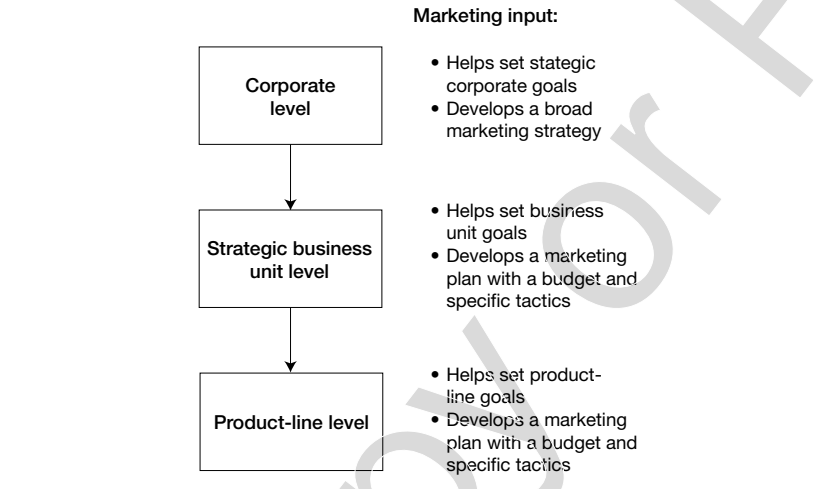 Marketing input:
Corporate
level
• Helps set stategic
corporate goals
• Develops a broad
marketing strategy
Strategic business
unit level
• Helps set business
unit goals
• Develops a marketing
plan with a budget and
specific tactics
Product-line level
• Helps set product-
line goals
• Develops a marketing
plan with a budget and
specific tactics
py or